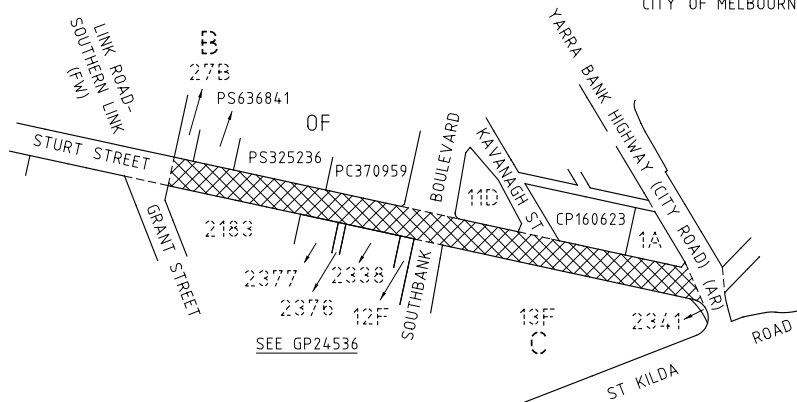 CITY OF MELBOURN
LINK ROAD-
SOUTHERN LINK
(FW)
B
27B
PS636841
OF
YARRA BANK HIGHWAY (CITY ROAD) (AR)
STURT STREET
PS325236
PC370959
BOULEVARD
KAVANAGH ST
11D
CP160623
1A
GRANT STREET
2183
2377
2376
2338
12F
SOUTHBANK
13F
C
2341
SEE GP24536
ST KILDA
ROAD